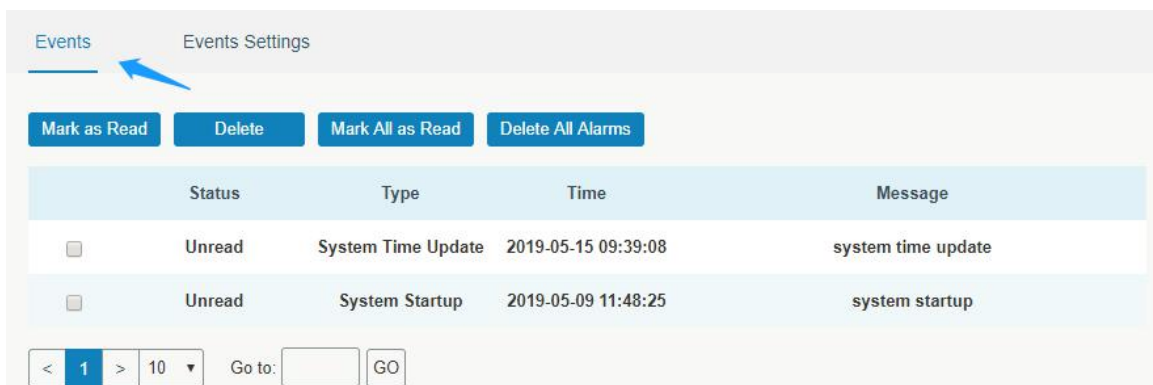 Events Events Settings
Mark as Read Delete Mark All as Read Delete All Alarms
Status Type Time Message
Unread System Time Update 2019-05-15 09:39:08 system time update
Unread System Startup 2019-05-09 11:48:25 system startup
< 1 > 10 ▼ Go to: GO